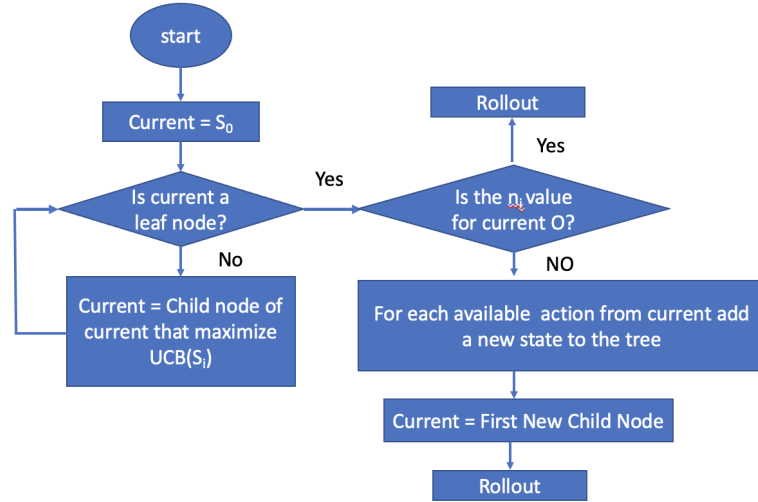 start
Current = S₀
Is current a
leaf node?
No
Current = Child node of
current that maximize
UCB(Sᵢ)
Yes
Is the nᵢ value
for current O?
Yes
Rollout
NO
For each available action from current add
a new state to the tree
Current = First New Child Node
Rollout